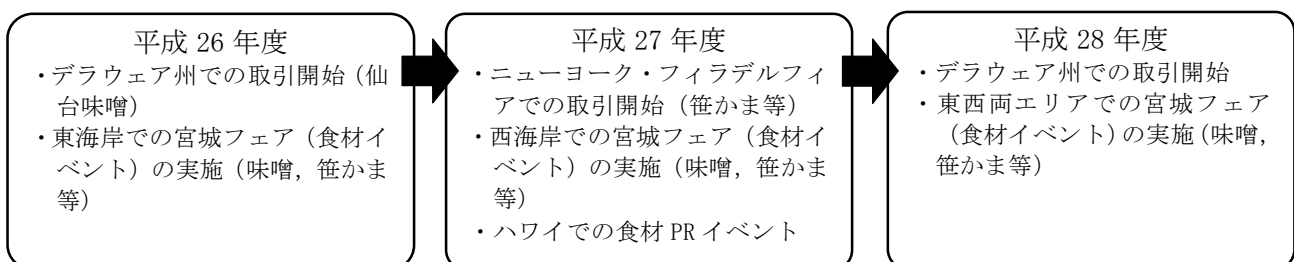 平成 26 年度
・デラウェア州での取引開始（仙
台味噌）
・東海岸での宮城フェア（食材イ
ベント）の実施（味噌，笹かま
等）
平成 27 年度
・ニューヨーク・フィラデルフィ
アでの取引開始（笹かま等）
・西海岸での宮城フェア（食材イ
ベント）の実施（味噌，笹かま
等）
・ハワイでの食材 PR イベント
平成 28 年度
・デラウェア州での取引開始
・東西両エリアでの宮城フェア
（食材イベント）の実施（味噌，
笹かま等）